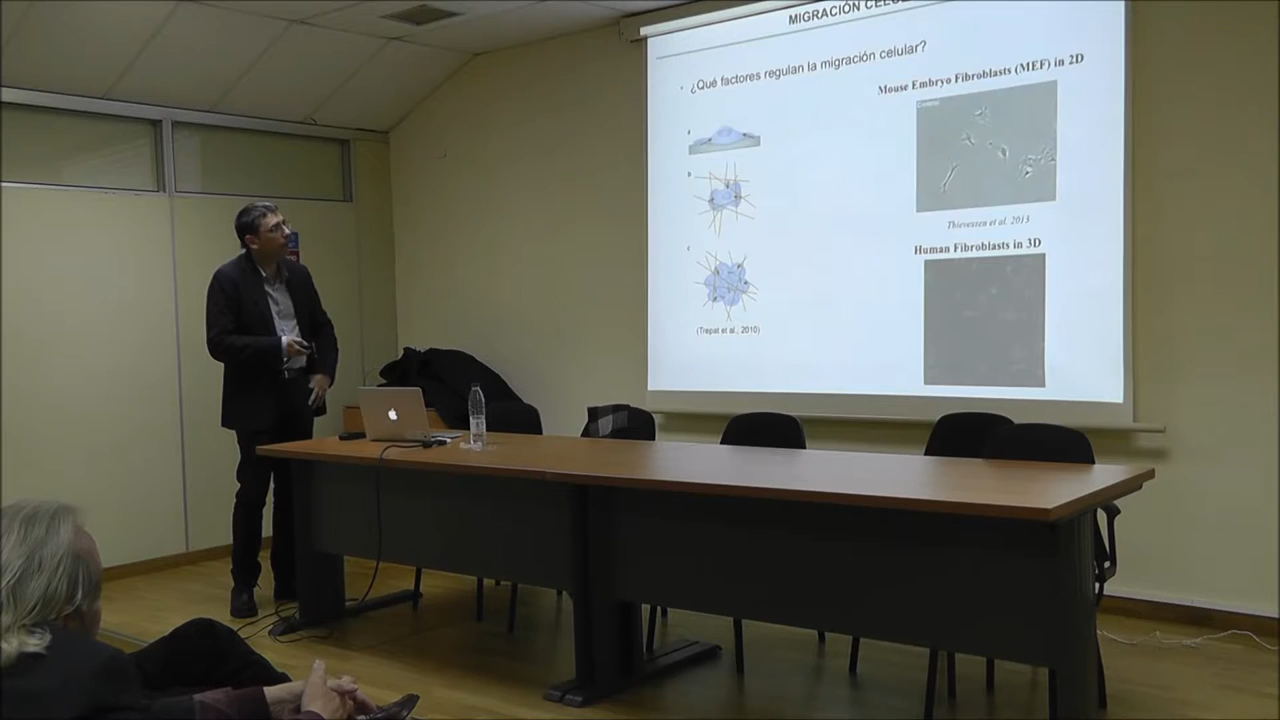 MIGRACIÓN CELU
• ¿Qué factores regulan la migración celular?
Mouse Embryo Fibroblasts (MEF) in 2D
a
Control
b
Thievessen et al. 2013
Human Fibroblasts in 3D
c
(Trepat et al., 2010)